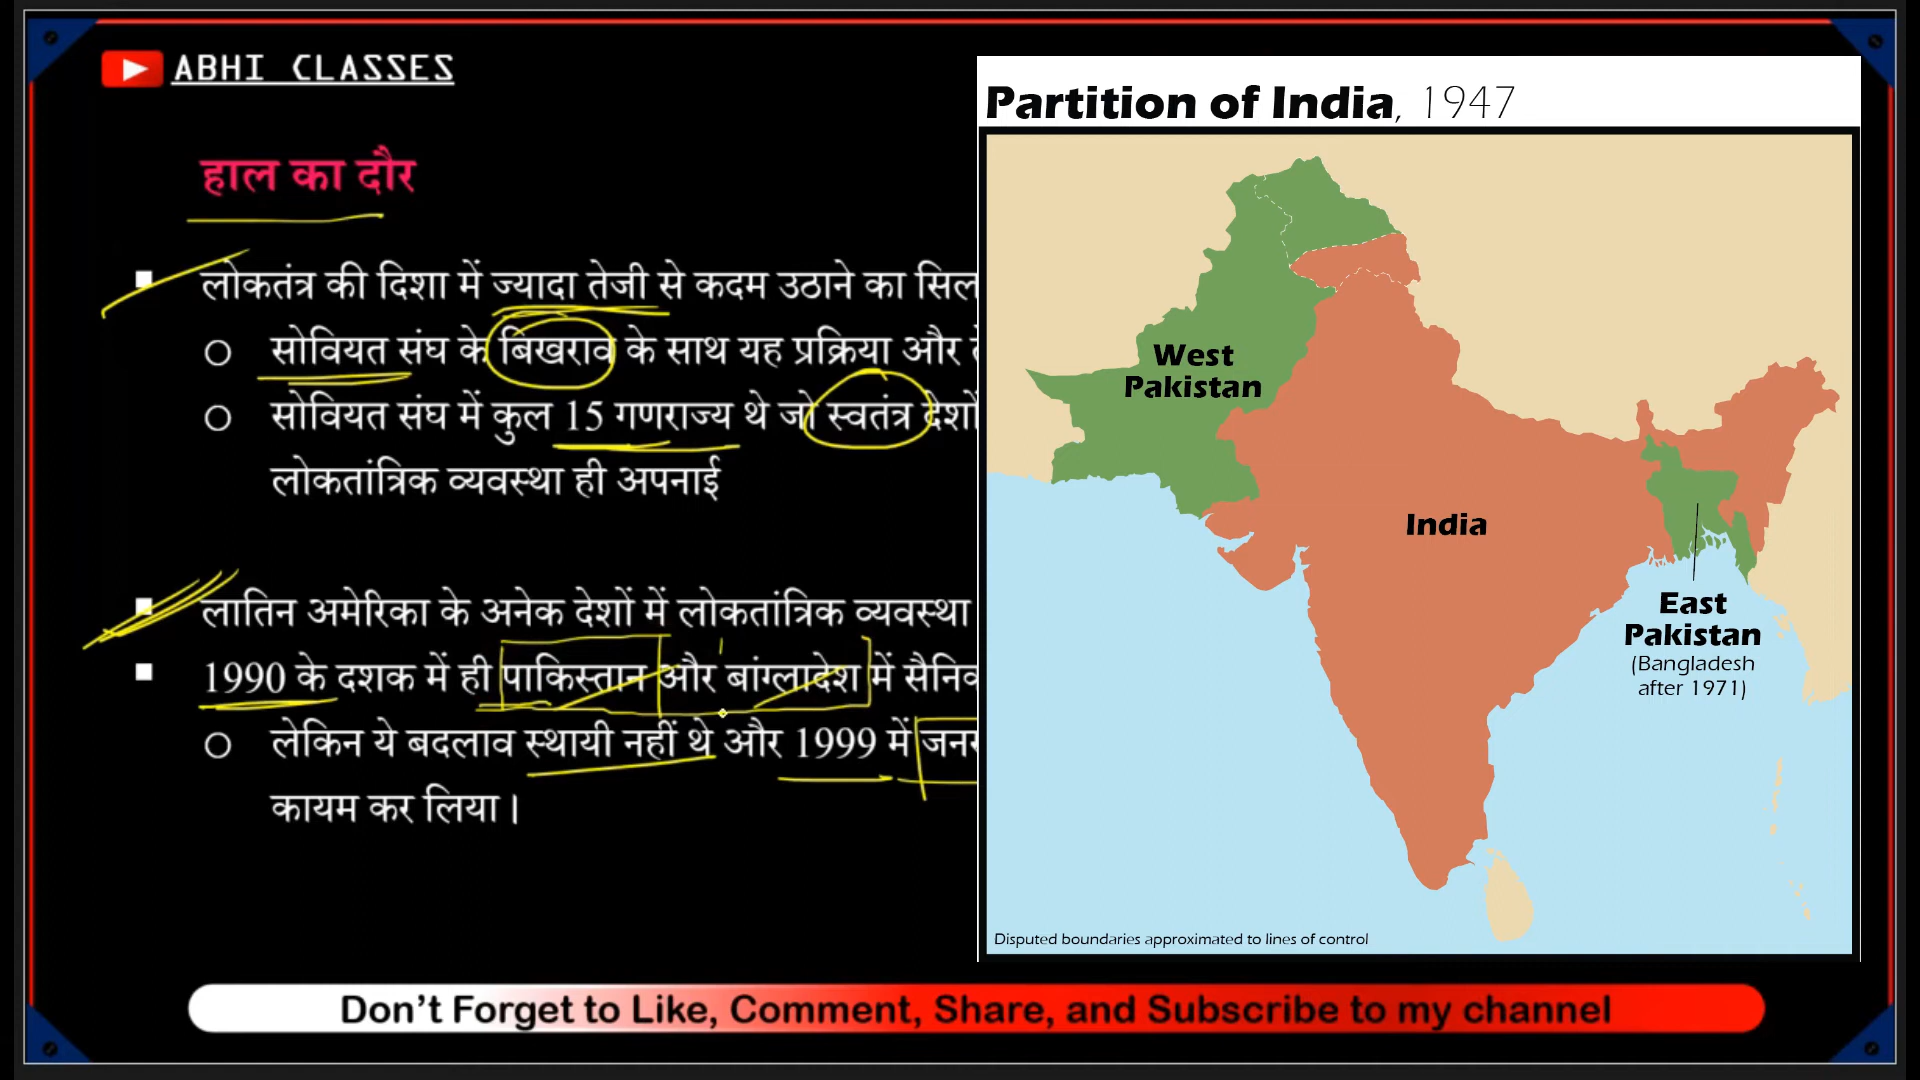 ABHI CLASSES
हाल का दौर
लोकतंत्र की दिशा में ज्यादा तेजी से कदम उठाने का
सोवियत संघ के बिखराव के साथ यह प्रक्रिया और
सोवियत संघ में कुल 15 गणराज्य थे जो स्वतंत्र
लोकतांत्रिक व्यवस्था ही अपनाई
लातिन अमेरिका के अनेक देशों में लोकतांत्रिक व्यवस्था
1990 के दशक में ही पाकिस्तान और बांग्लादेश में
लेकिन ये बदलाव स्थायी नहीं थे और 1999 में
कायम कर लिया।
Partition of India, 1947
West
Pakistan
India
East
Pakistan
(Bangladesh
after 1971)
Disputed boundaries approximated to lines of control
Don't Forget to Like, Comment, Share, and Subscribe to my channel